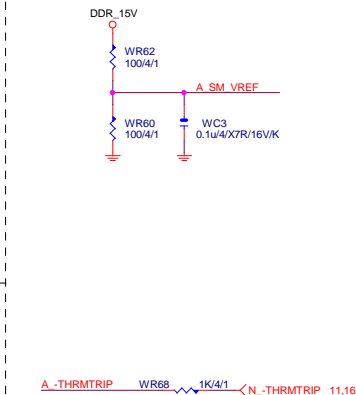 DDR_15V
WR62
100/4/1
A_SM_VREF
WR60
100/4/1
WC3
0.1u/4/X7R/16V/K
A_-THRMTRIP WR68 1K/4/1 N_-THRMTRIP 11,16